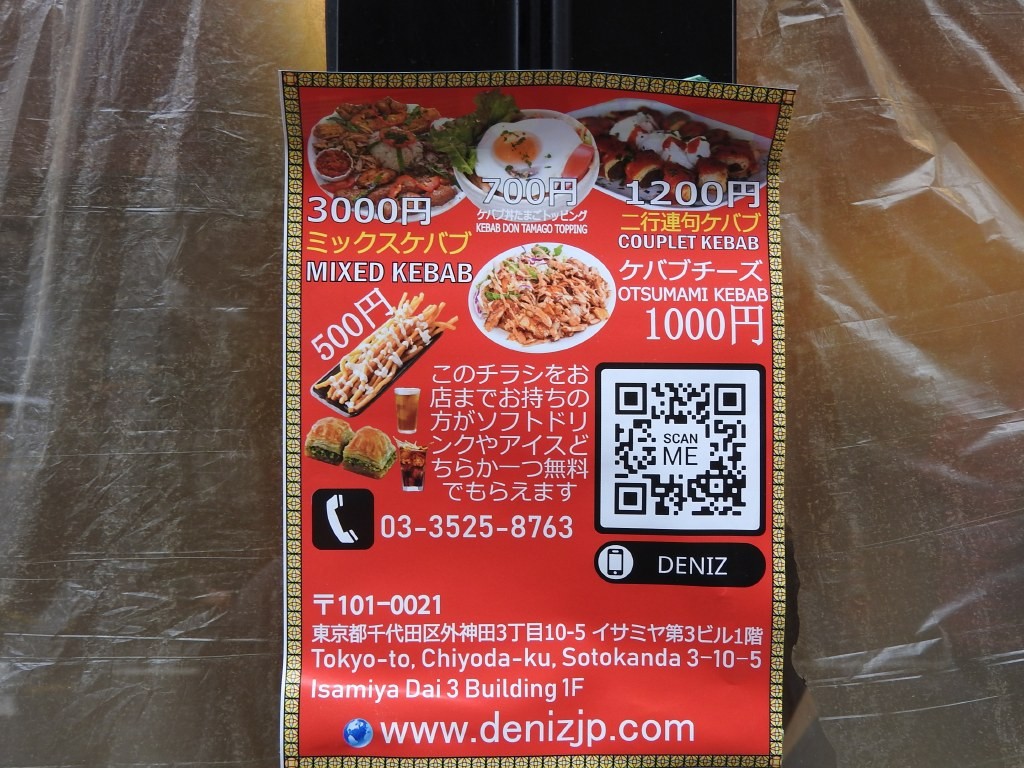 3000円
ミックスケバブ
MIXED KEBAB
700円
ケバブ丼たまごトッピング
KEBAB DON TAMAGO TOPPING
1200円
二行連句ケバブ
COUPLET KEBAB
ケバブチーズ
OTSUMAMI KEBAB
1000円
500円
このチラシをお
店までお持ちの
方がソフトドリ
ンクやアイスど
ちらか一つ無料
でもらえます
SCAN
ME
03-3525-8763
DENIZ
〒101-0021
東京都千代田区外神田3丁目10-5 イサミヤ第3ビル1階
Tokyo-to, Chiyoda-ku, Sotokanda 3-10-5
Isamiya Dai 3 Building 1F
www.denizjp.com